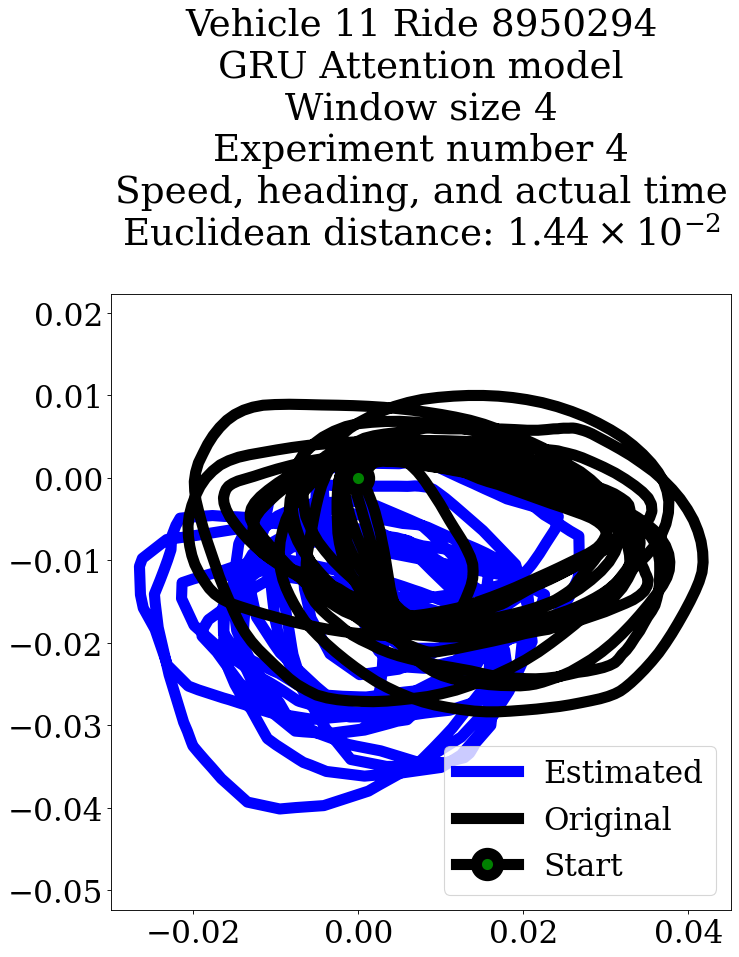 Vehicle 11 Ride 8950294
GRU Attention model
Window size 4
Experiment number 4
Speed, heading, and actual time
Euclidean distance: 1.44 × 10⁻²
0.02
0.01
0.00
−0.01
−0.02
−0.03
−0.04
−0.05
−0.02 0.00 0.02 0.04
Estimated
Original
Start